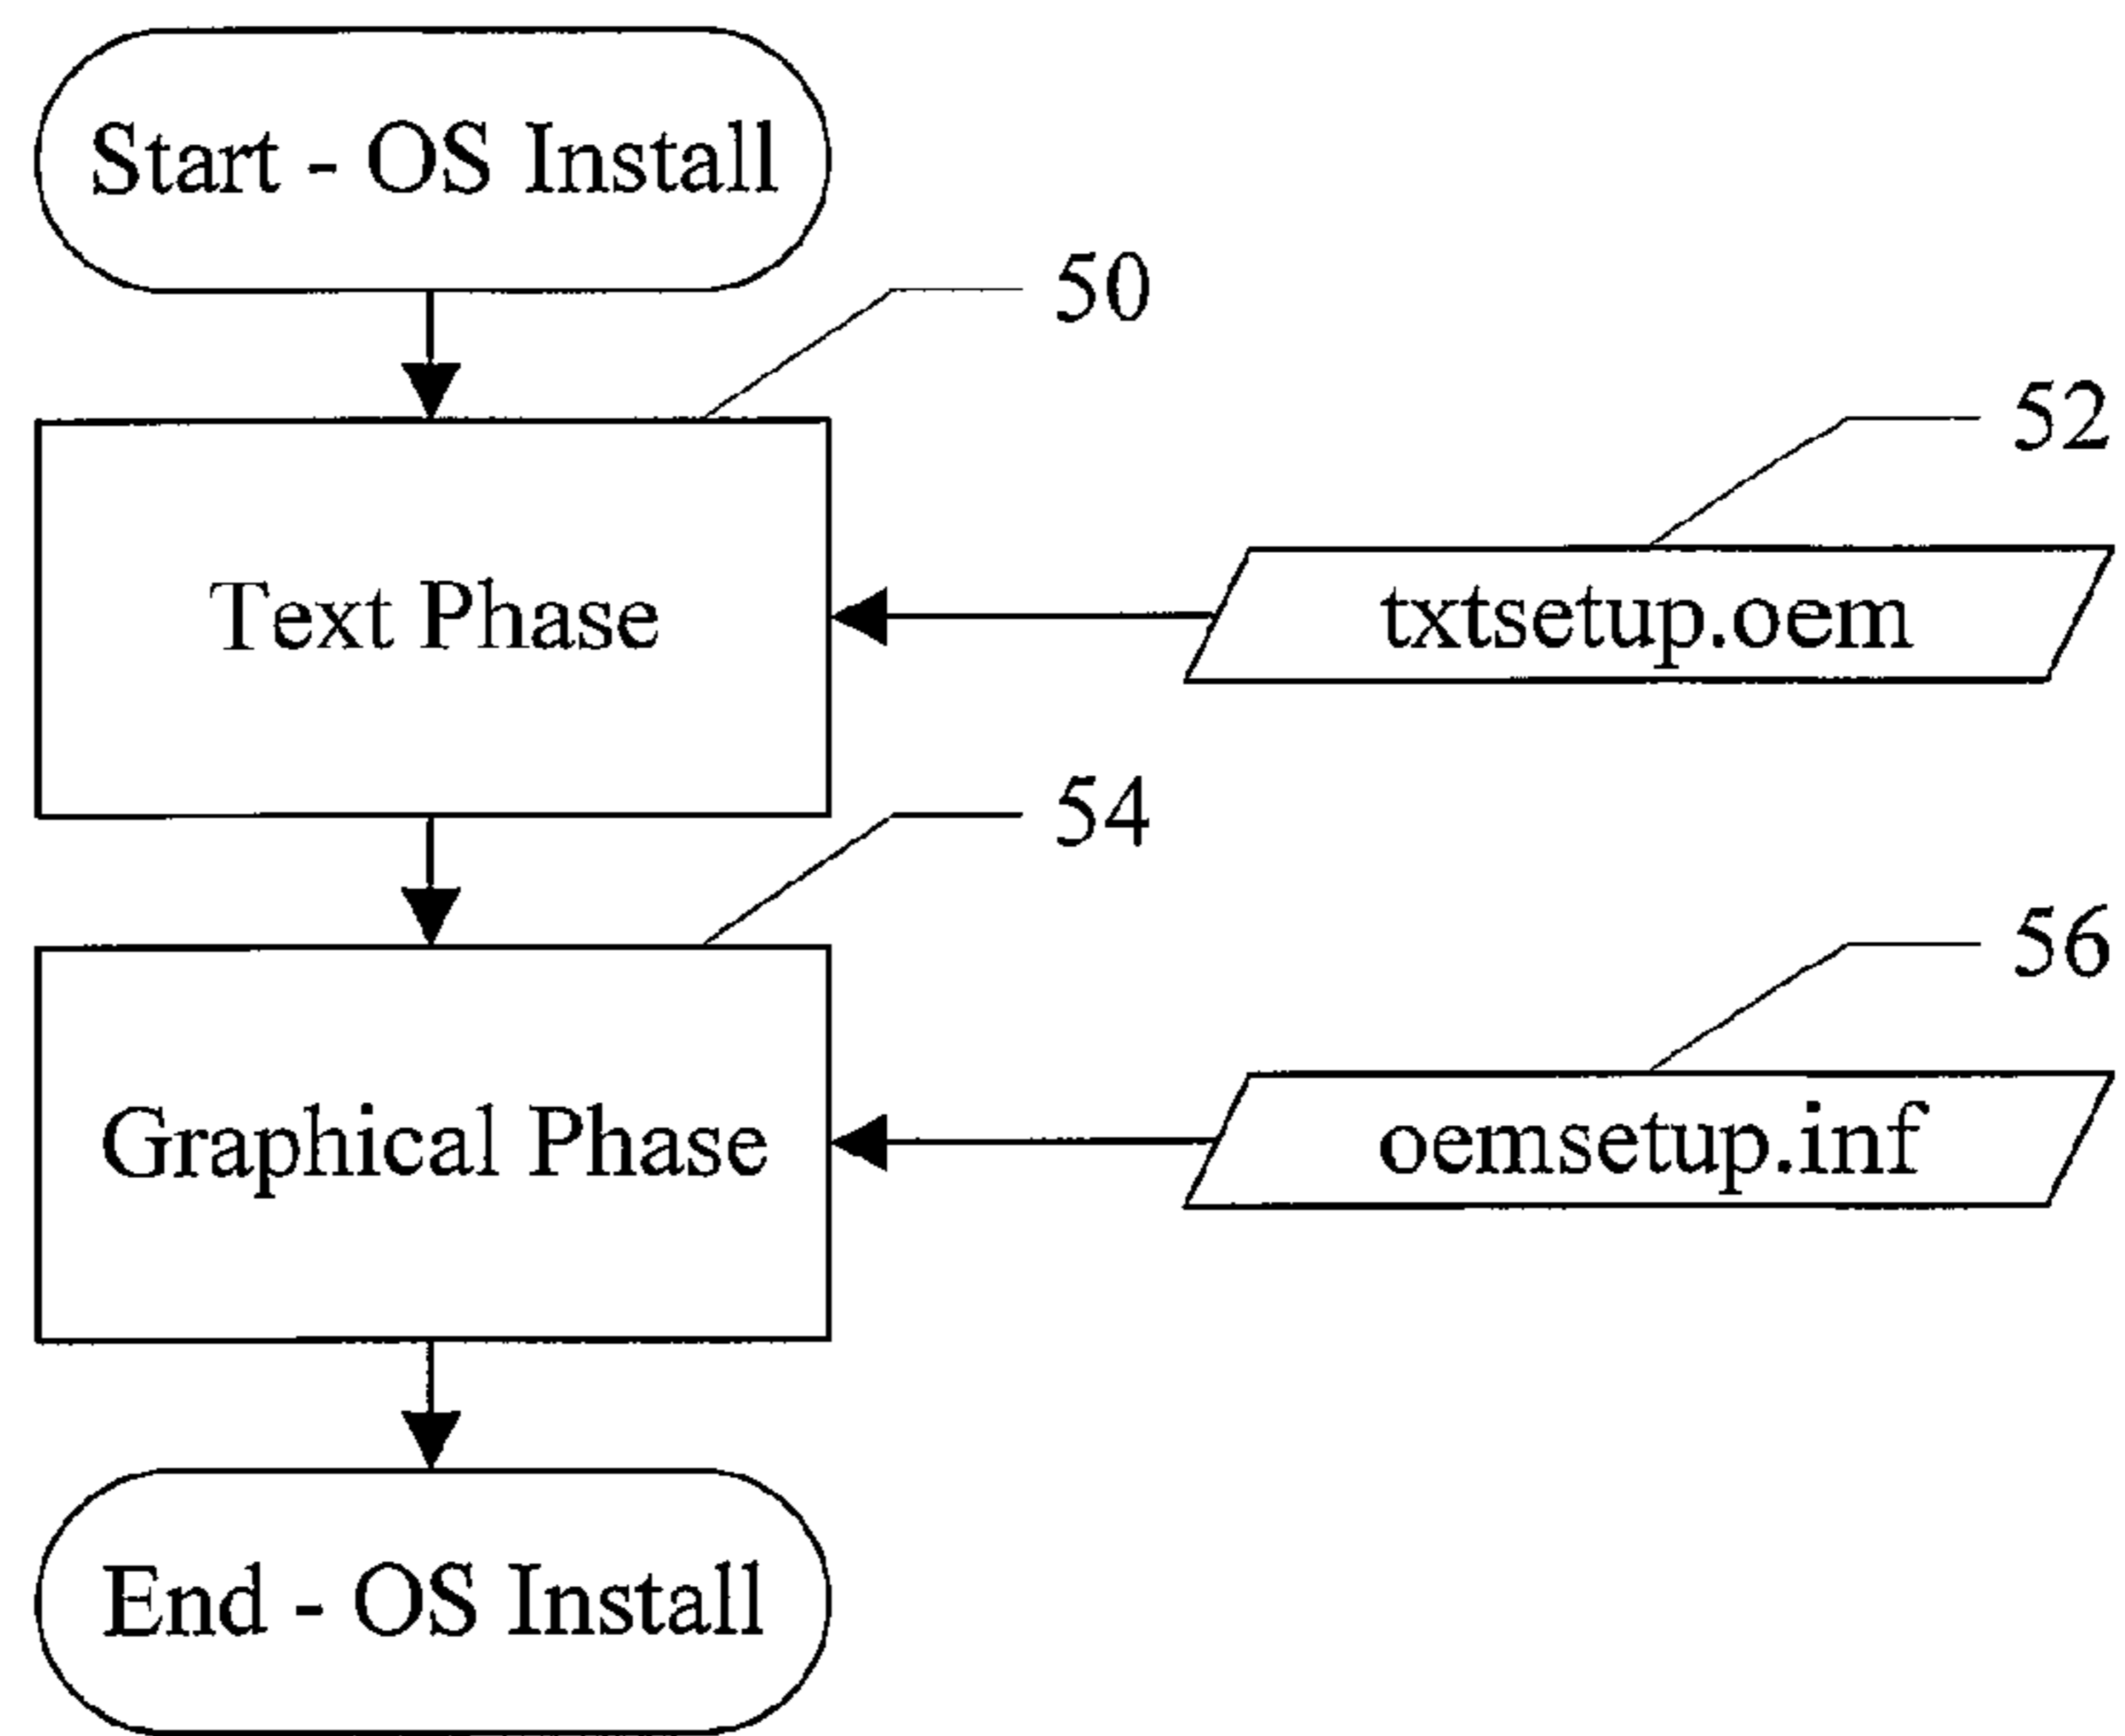 Start - OS Install
50
52
Text Phase
txtsetup.oem
54
56
Graphical Phase
oemsetup.inf
End - OS Install